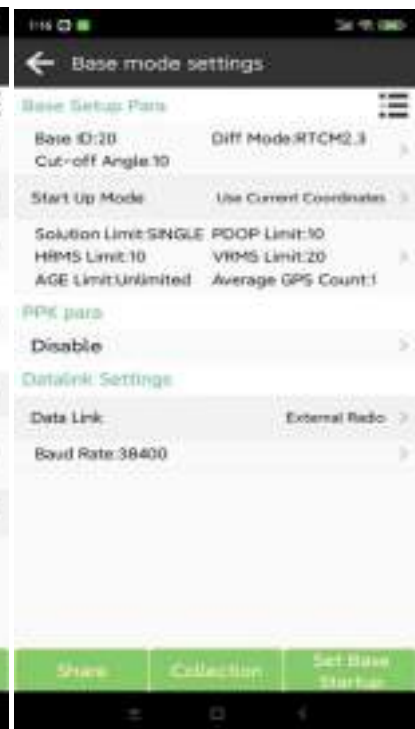 1:16
Base mode settings
Base Setup Para
Base ID:20 Diff Mode:RTCM2.3
Cut-off Angle:10
Start Up Mode Use Current Coordinates
Solution Limit:SINGLE PDOP Limit:10
HRMS Limit:10 VRMS Limit:20
AGE Limit:Unlimited Average GPS Count:1
PPK para
Disable
Datalink Settings
Data Link External Radio
Baud Rate:38400
Share Collection Set Base
Startup